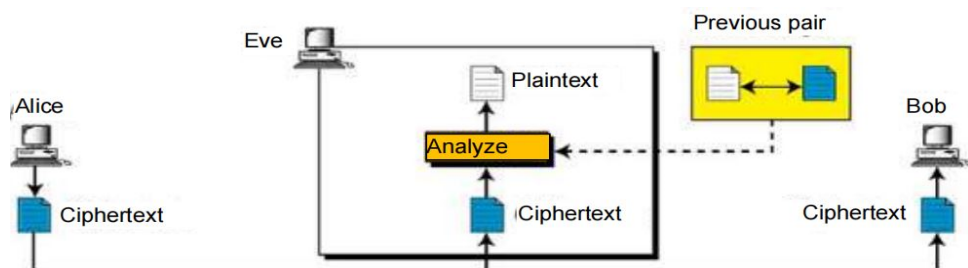 Previous pair
Eve
Plaintext
Alice
Bob
Analyze
Ciphertext
Ciphertext
Ciphertext